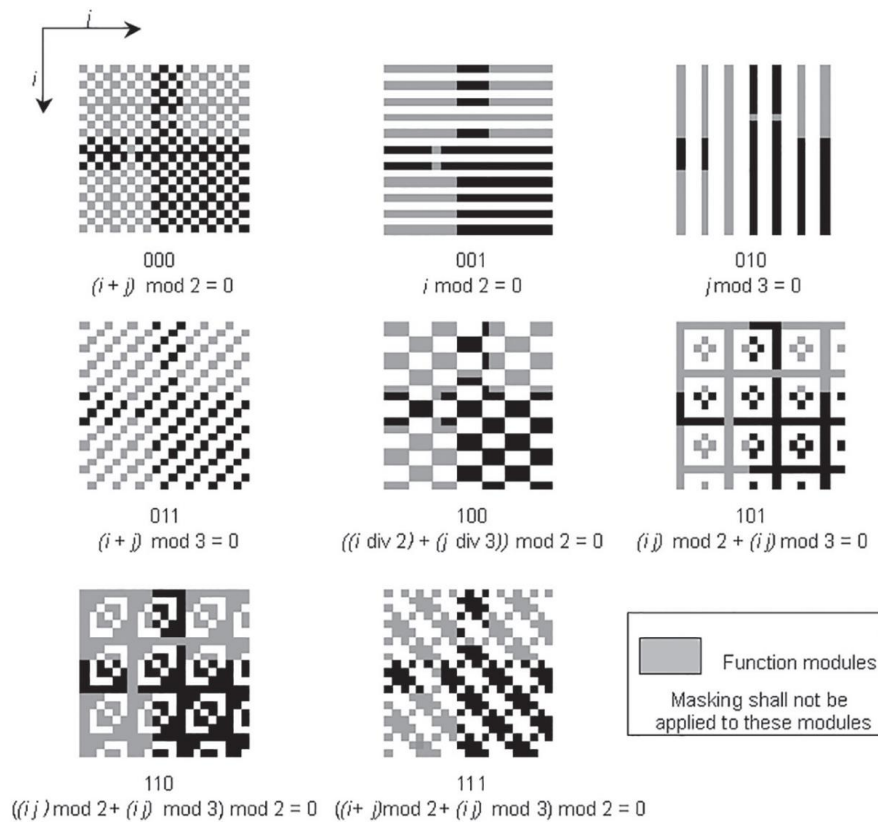 j
i
000
(i + j) mod 2 = 0
001
i mod 2 = 0
010
j mod 3 = 0
011
(i + j) mod 3 = 0
100
((i div 2) + (j div 3)) mod 2 = 0
101
(i j) mod 2 + (i j) mod 3 = 0
110
((i j) mod 2 + (i j) mod 3) mod 2 = 0
111
((i + j) mod 2 + (i j) mod 3) mod 2 = 0
Function modules
Masking shall not be
applied to these modules